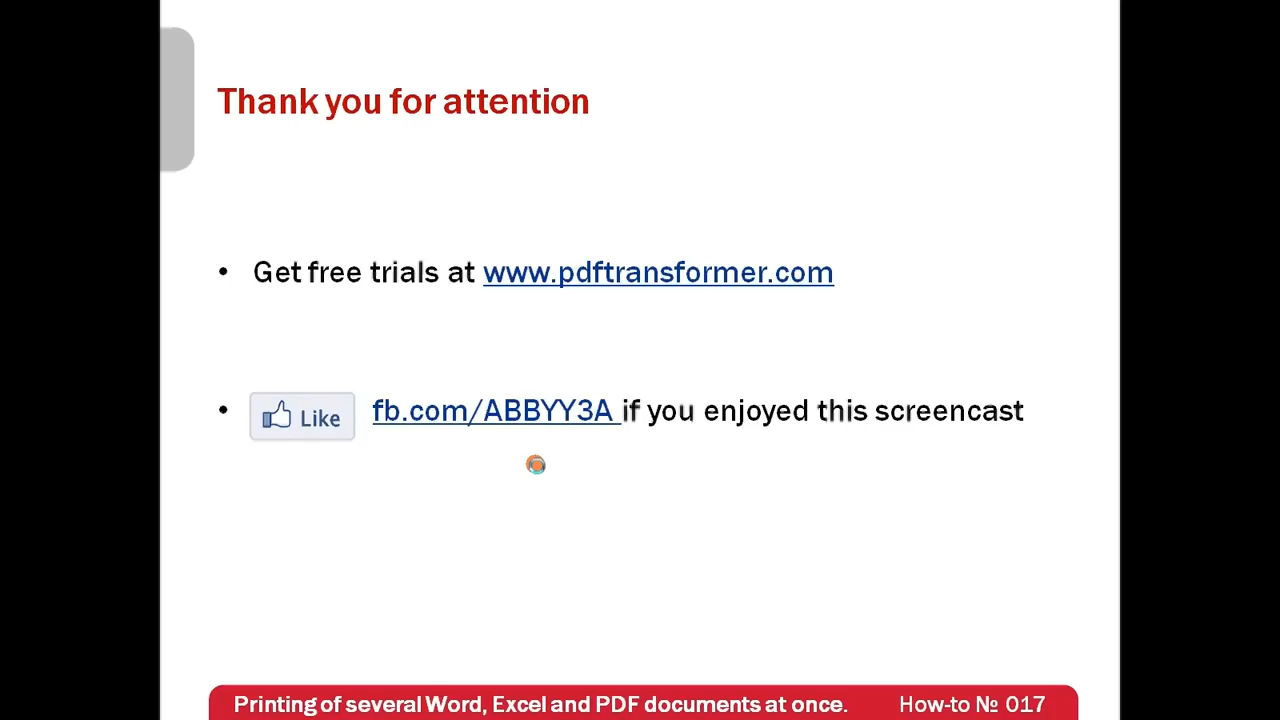 Thank you for attention
• Get free trials at www.pdftransformer.com
• Like fb.com/ABBYY3A if you enjoyed this screencast
Printing of several Word, Excel and PDF documents at once. How-to № 017